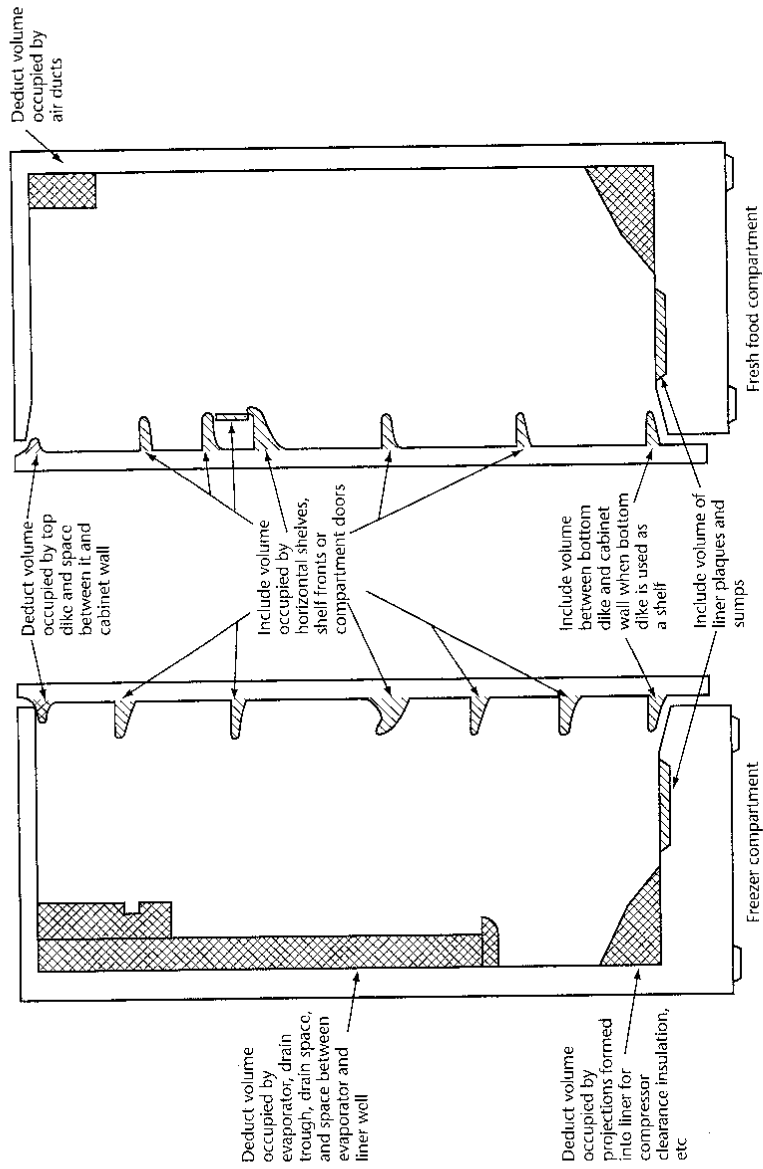 Deduct volume
occupied by
air ducts
Deduct volume
occupied by top
dike and space
between it and
cabinet wall
Include volume
occupied by
horizontal shelves,
shelf fronts or
compartment doors
Include volume
between bottom
dike and cabinet
wall when bottom
dike is used as
a shelf
Include volume of
liner plaques and
sumps
Fresh food compartment
Deduct volume
occupied by
evaporator, drain
trough, drain space,
and space between
evaporator and
liner well
Deduct volume
occupied by
projections formed
into liner for
compressor
clearance insulation,
etc
Freezer compartment